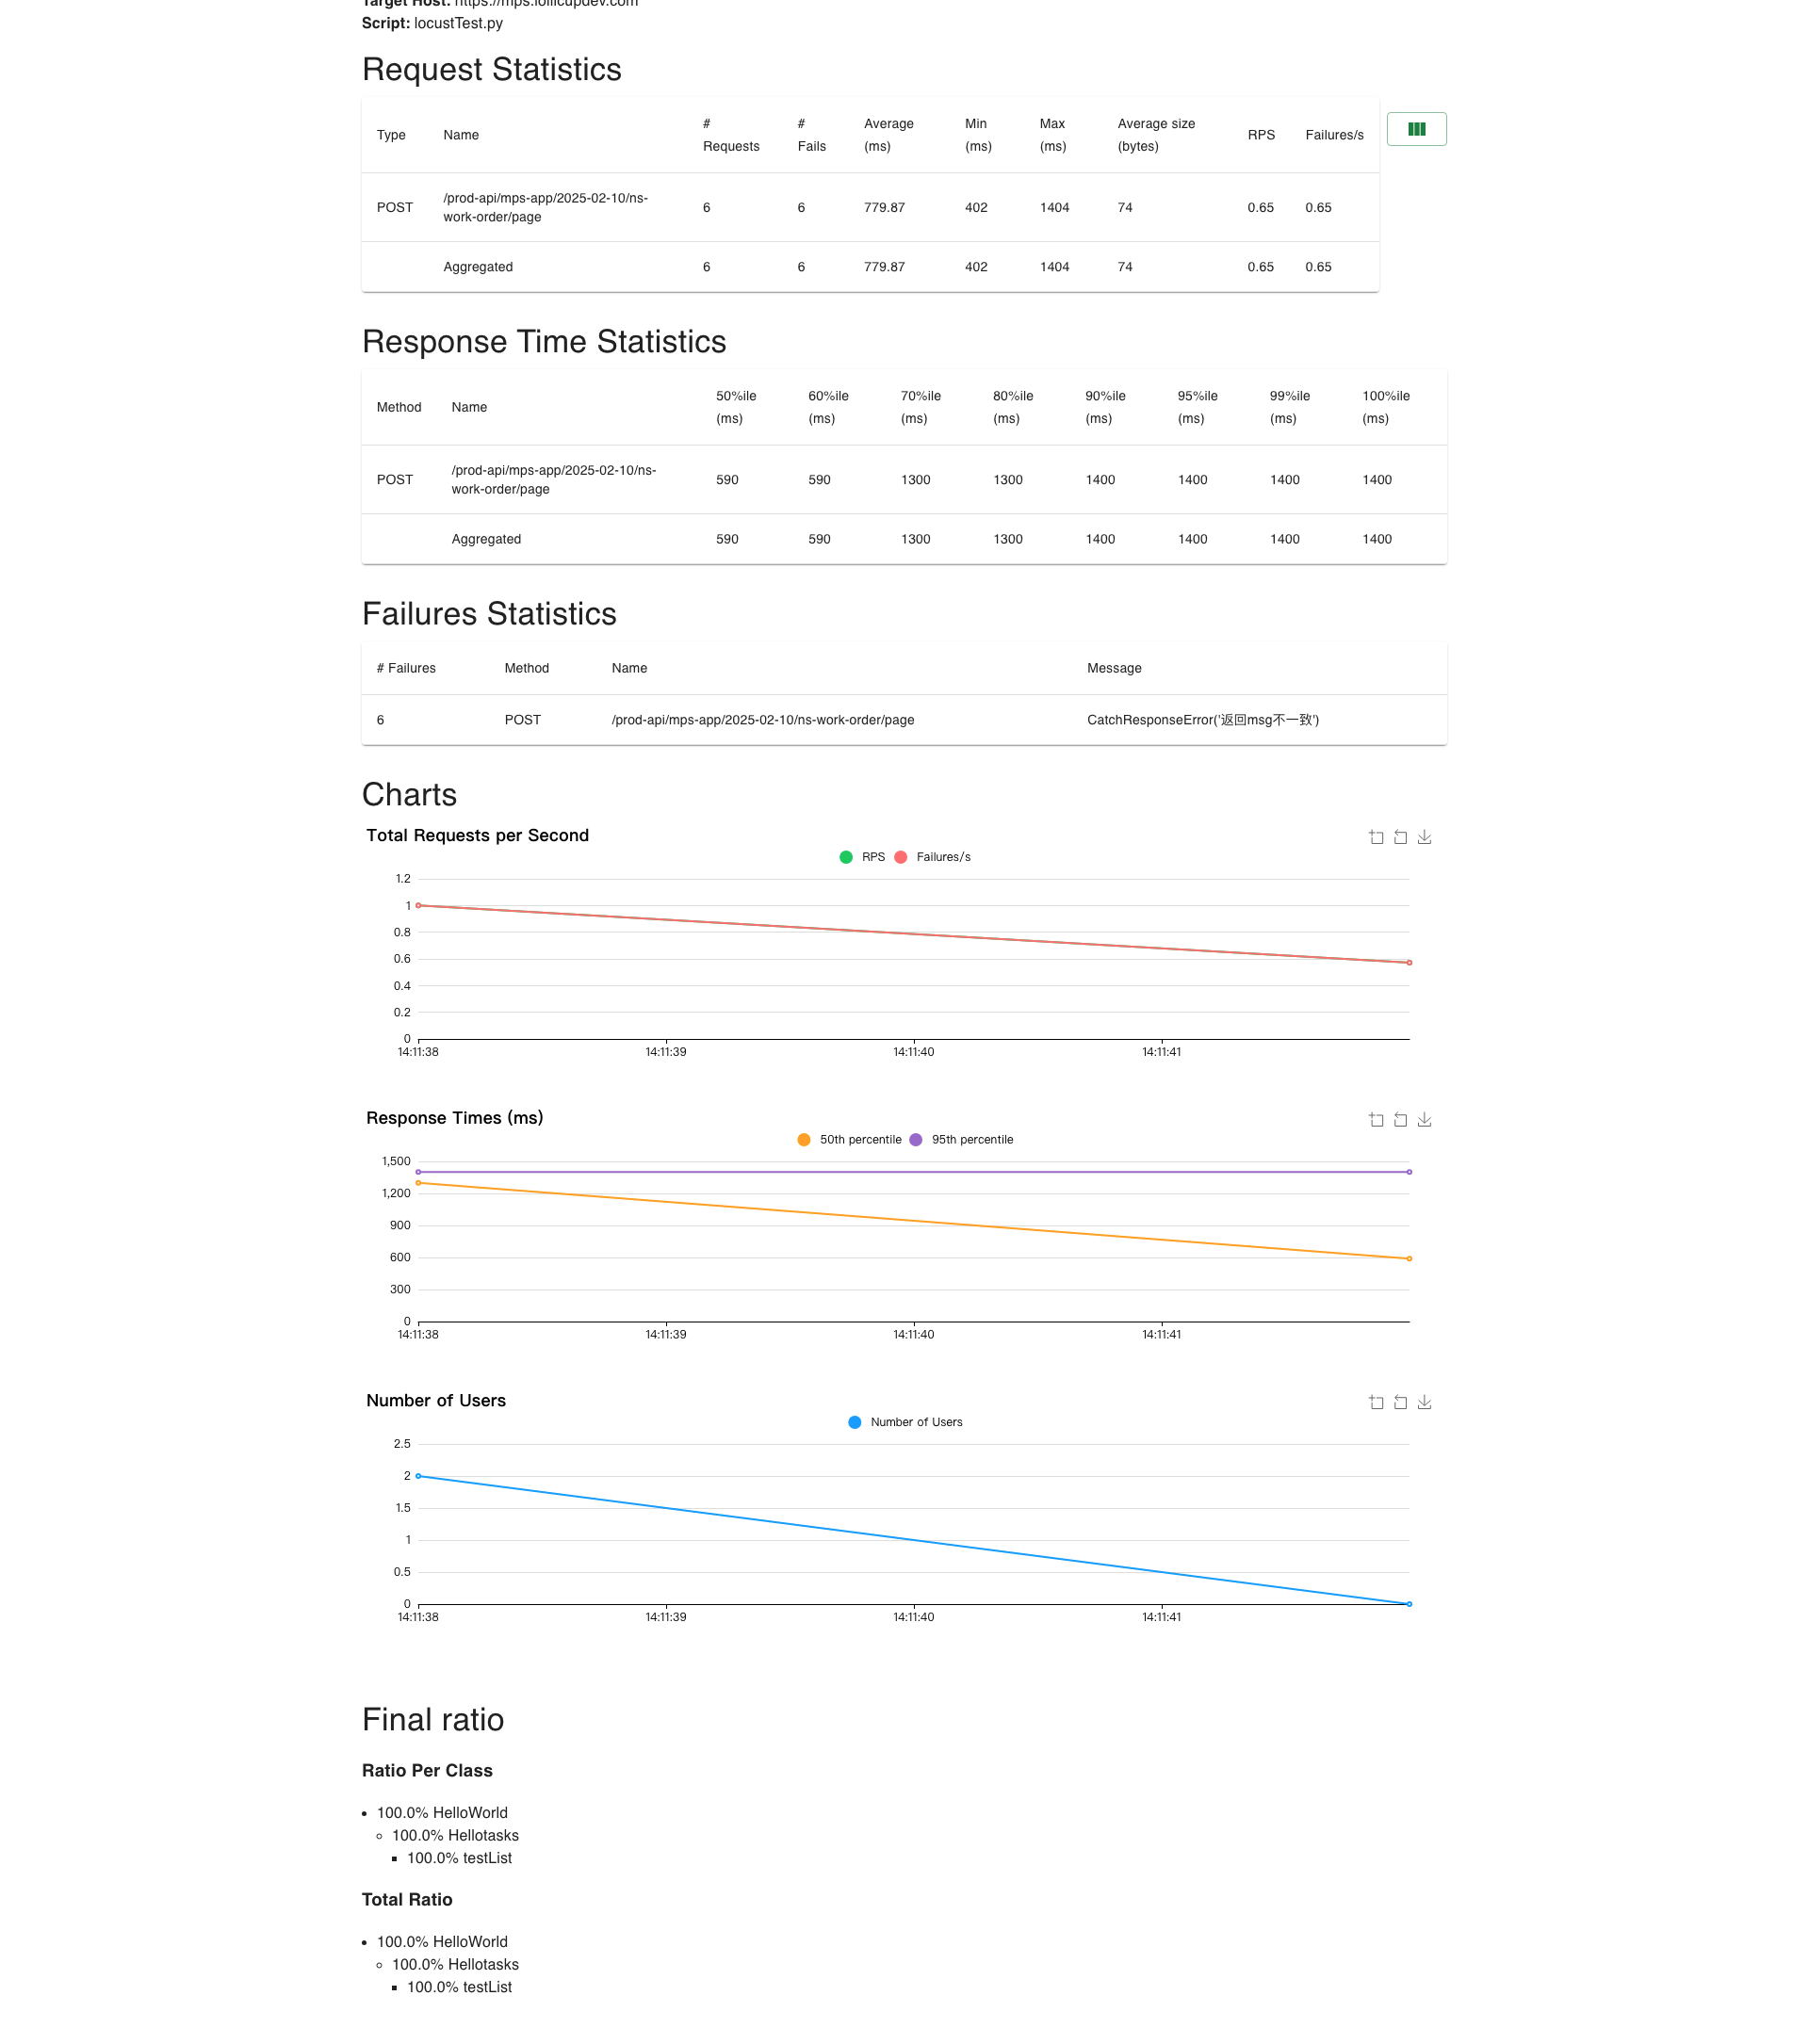 Target Host: https://mps.lollicupdev.com
Script: locustTest.py
Request Statistics
Type Name # Requests # Fails Average (ms) Min (ms) Max (ms) Average size (bytes) RPS Failures/s
POST /prod-api/mps-app/2025-02-10/ns-work-order/page 6 6 779.87 402 1404 74 0.65 0.65
Aggregated 6 6 779.87 402 1404 74 0.65 0.65
Response Time Statistics
Method Name 50%ile (ms) 60%ile (ms) 70%ile (ms) 80%ile (ms) 90%ile (ms) 95%ile (ms) 99%ile (ms) 100%ile (ms)
POST /prod-api/mps-app/2025-02-10/ns-work-order/page 590 590 1300 1300 1400 1400 1400 1400
Aggregated 590 590 1300 1300 1400 1400 1400 1400
Failures Statistics
# Failures Method Name Message
6 POST /prod-api/mps-app/2025-02-10/ns-work-order/page CatchResponseError('返回msg不一致')
Charts
Total Requests per Second
RPS Failures/s
1.2
1
0.8
0.6
0.4
0.2
0
14:11:38 14:11:39 14:11:40 14:11:41
Response Times (ms)
50th percentile 95th percentile
1,500
1,200
900
600
300
0
14:11:38 14:11:39 14:11:40 14:11:41
Number of Users
Number of Users
2.5
2
1.5
1
0.5
0
14:11:38 14:11:39 14:11:40 14:11:41
Final ratio
Ratio Per Class
100.0% HelloWorld
100.0% Hellotasks
100.0% testList
Total Ratio
100.0% HelloWorld
100.0% Hellotasks
100.0% testList